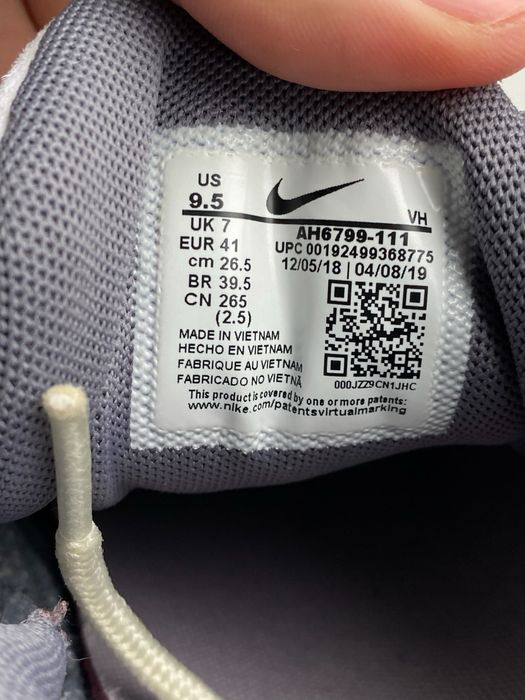 US
9.5
VH
UK 7
AH6799-111
EUR 41
UPC 00192499368775
cm 26.5
12/05/18 | 04/08/19
BR 39.5
CN 265
(2.5)
MADE IN VIETNAM
HECHO EN VIETNAM
FABRIQUE AU VIETNAM
FABRICADO NO VIETNÃ
000JZZ9CN1JHC
This product is covered by one or more patents:
www.nike.com/patentsvirtualmarking